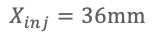 X_inj = 36mm